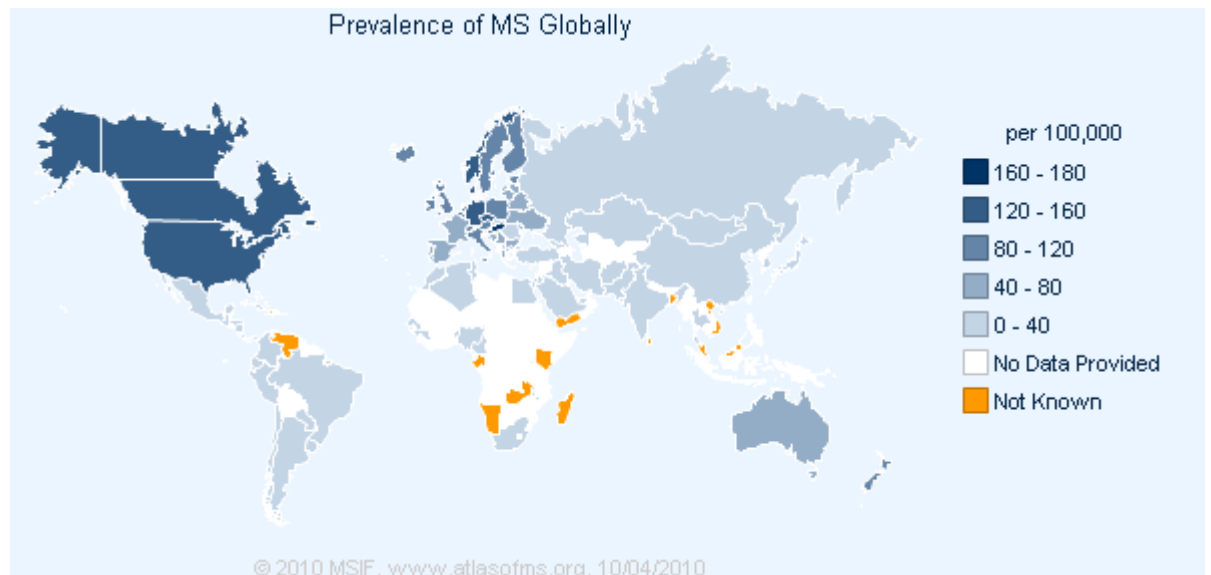 Prevalence of MS Globally
per 100,000
160 - 180
120 - 160
80 - 120
40 - 80
0 - 40
No Data Provided
Not Known
© 2010 MSIF, www.atlasofms.org, 10/04/2010